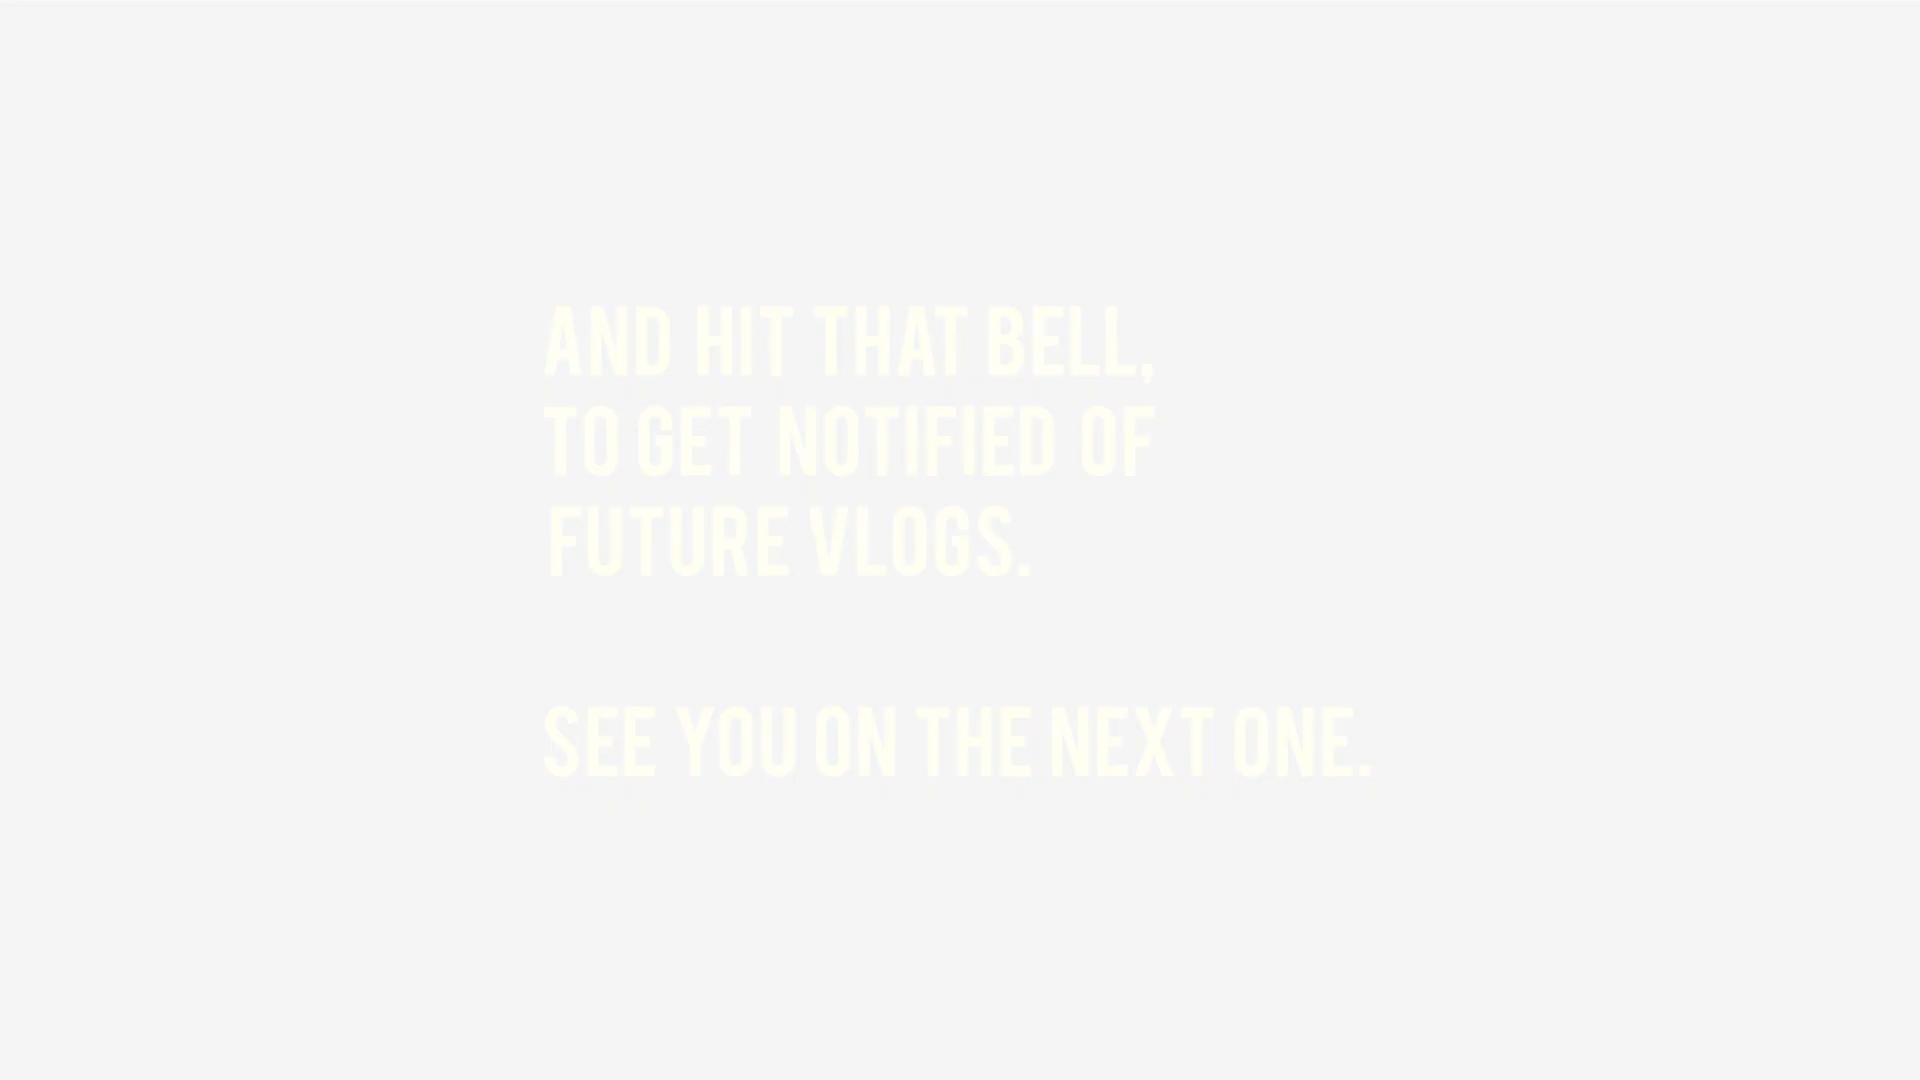 AND HIT THAT BELL,
TO GET NOTIFIED OF
FUTURE VLOGS.
SEE YOU ON THE NEXT ONE.